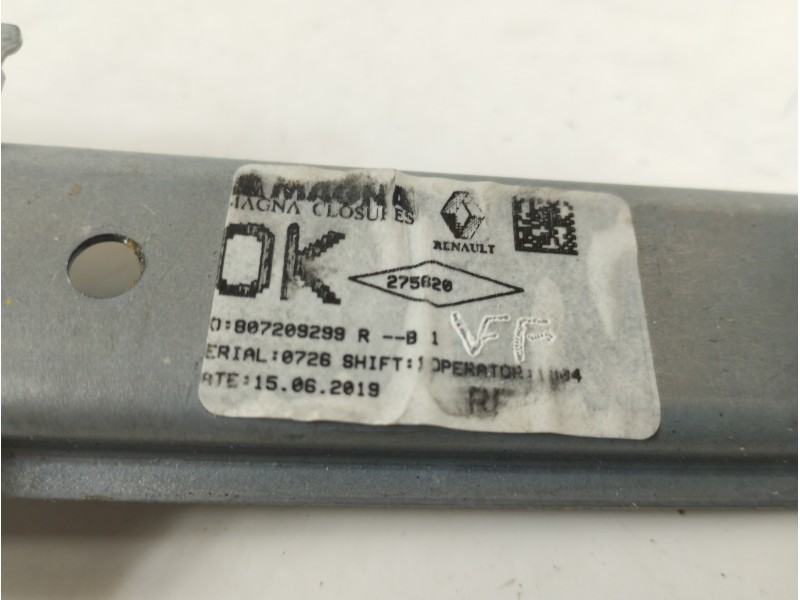 MAGNA
MAGNA CLOSURES
RENAULT
OK
275820
O:807209299 R --B 1
VF
ERIAL:0726 SHIFT:1 OPERATOR:
ATE:15.06.2019
RF